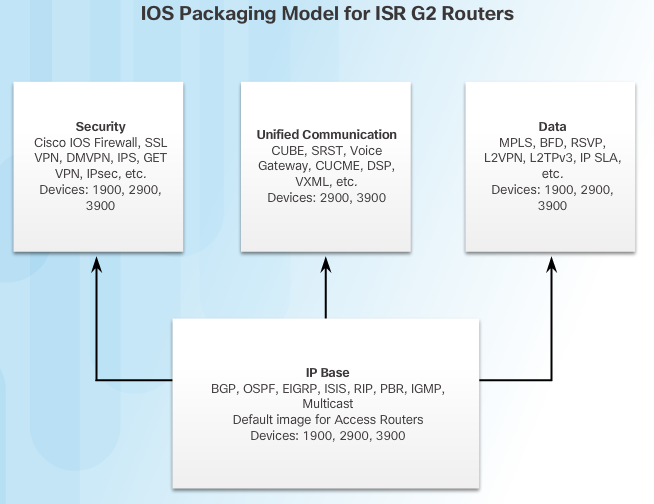 IOS Packaging Model for ISR G2 Routers
Security
Cisco IOS Firewall, SSL
VPN, DMVPN, IPS, GET
VPN, IPsec, etc.
Devices: 1900, 2900,
3900
Unified Communication
CUBE, SRST, Voice
Gateway, CUCME, DSP,
VXML, etc.
Devices: 2900, 3900
Data
MPLS, BFD, RSVP,
L2VPN, L2TPv3, IP SLA,
etc.
Devices: 1900, 2900,
3900
IP Base
BGP, OSPF, EIGRP, ISIS, RIP, PBR, IGMP,
Multicast
Default image for Access Routers
Devices: 1900, 2900, 3900